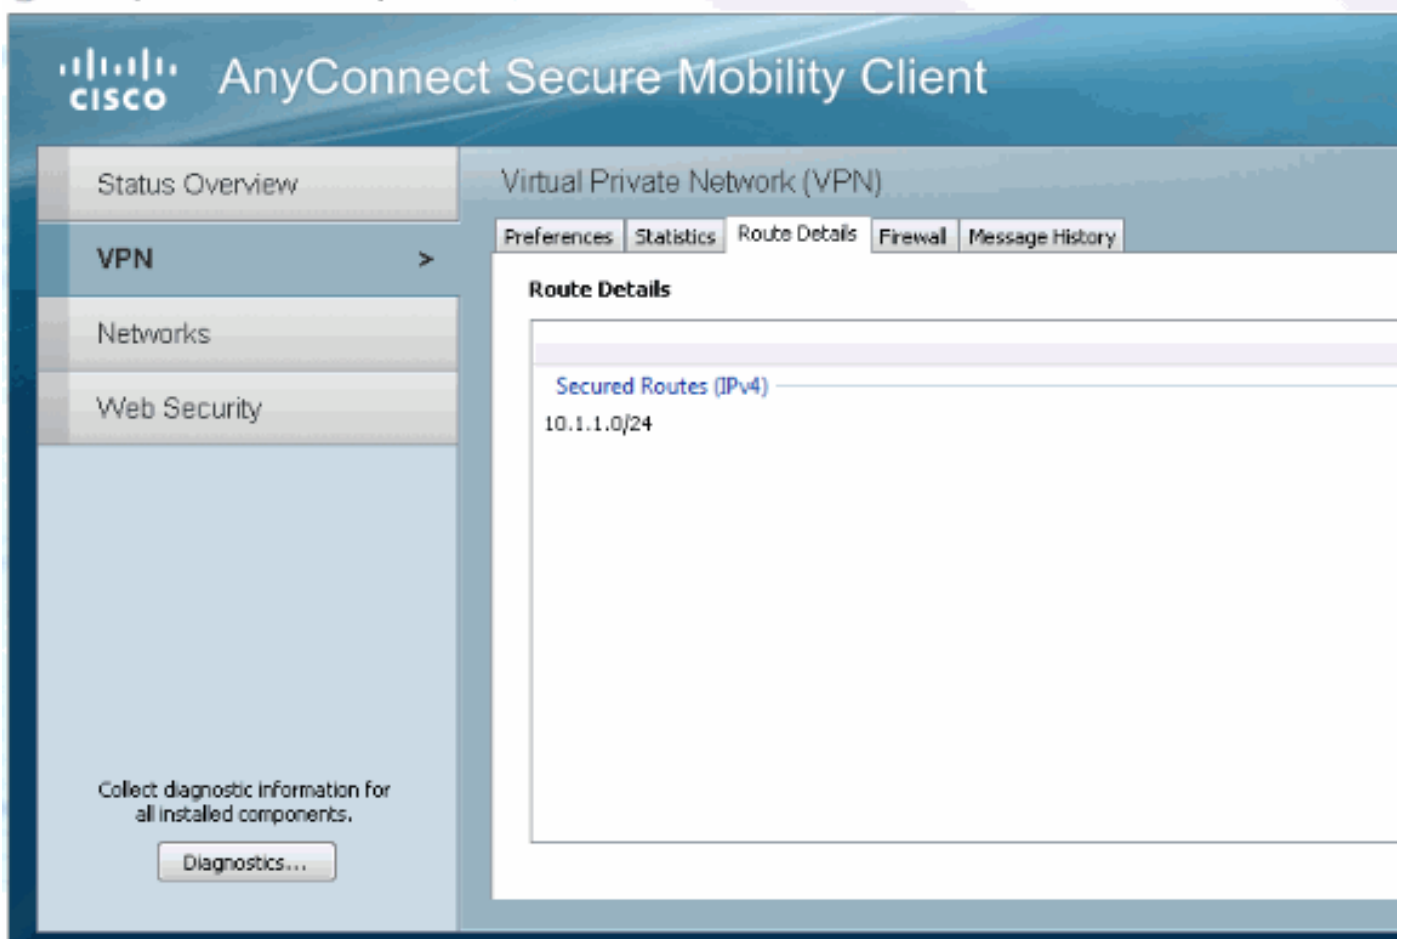 CISCO
AnyConnect Secure Mobility Client
Status Overview
VPN >
Networks
Web Security
Collect diagnostic information for
all installed components.
Diagnostics...
Virtual Private Network (VPN)
Preferences Statistics Route Details Firewall Message History
Route Details
Secured Routes (IPv4)
10.1.1.0/24